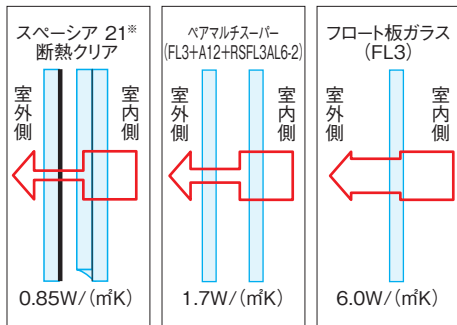 スペーシア 21※
断熱クリア
室外側
室内側
0.85W/(㎡K)
ペアマルチスーパー
(FL3+A12+RSFL3AL6-2)
室外側
室内側
1.7W/(㎡K)
フロート板ガラス
(FL3)
室外側
室内側
6.0W/(㎡K)